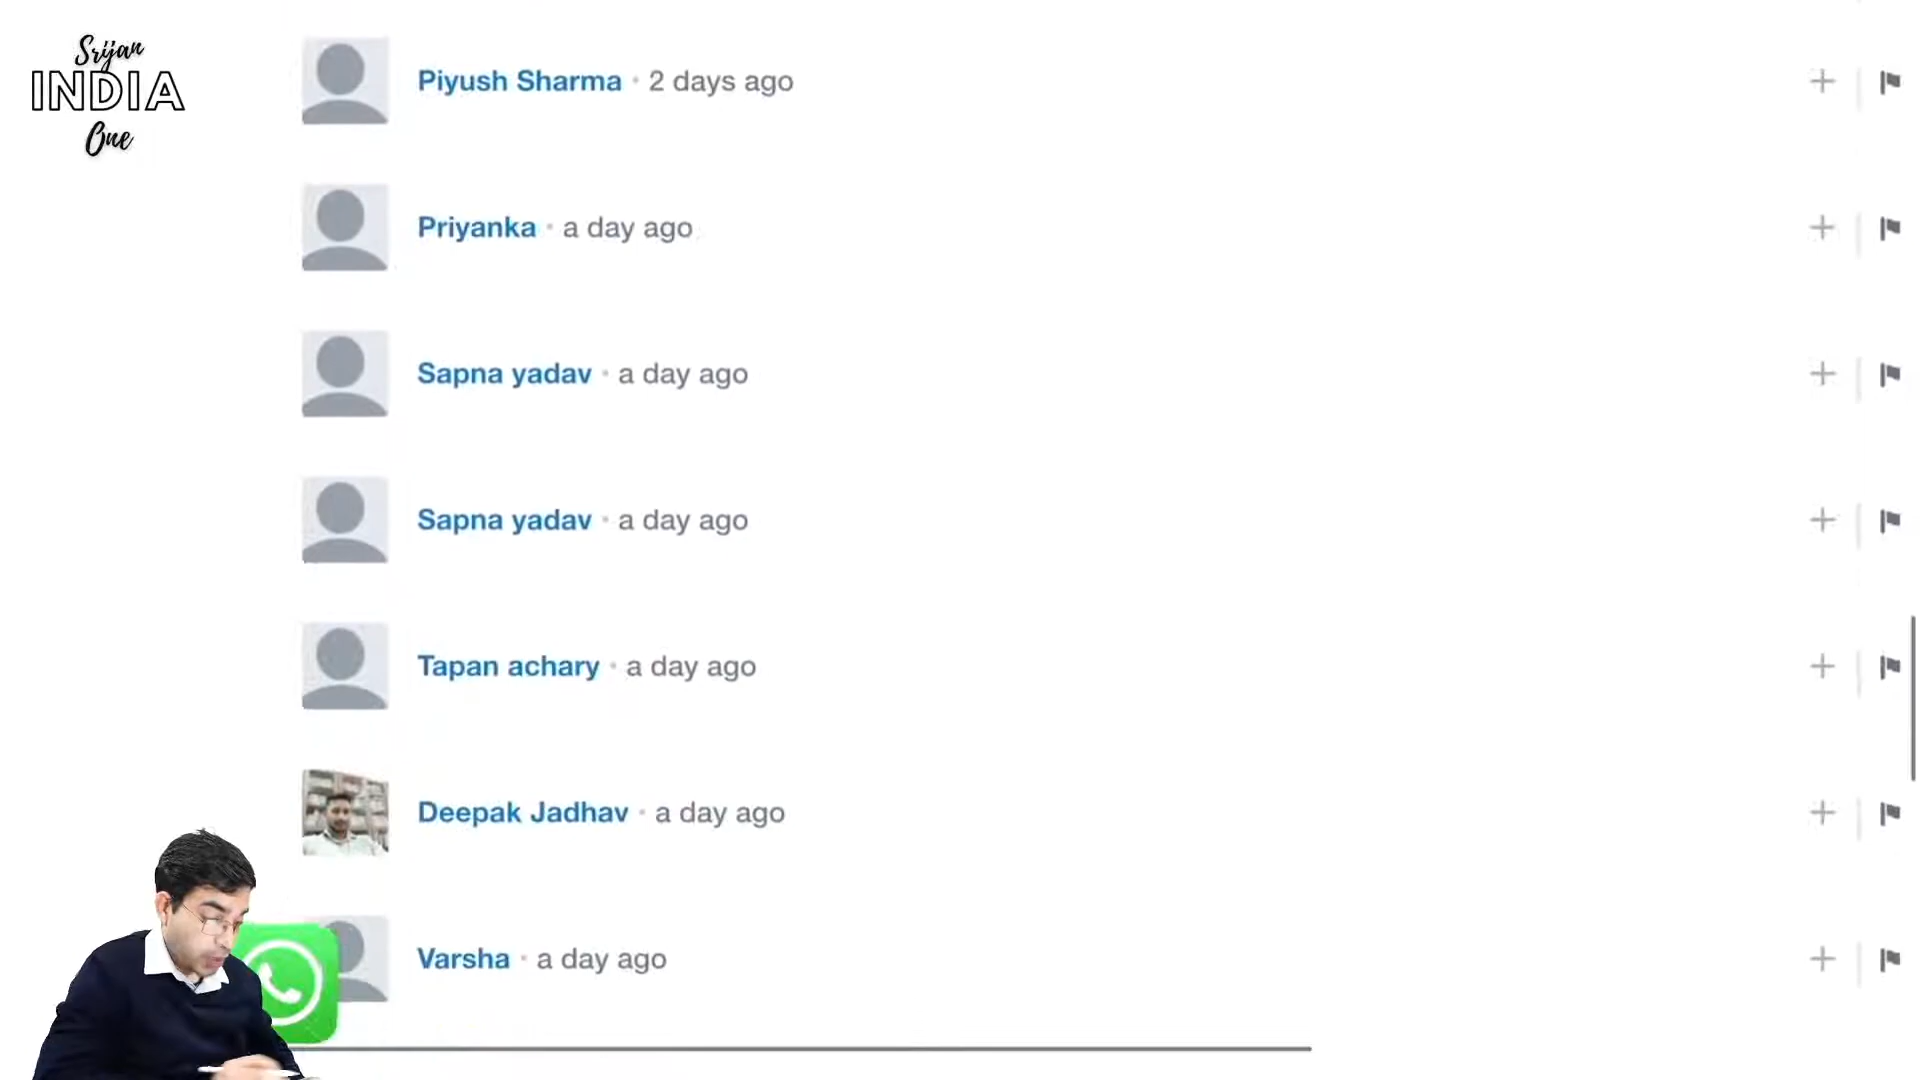 Srijan
INDIA
One
Piyush Sharma • 2 days ago
Priyanka • a day ago
Sapna yadav • a day ago
Sapna yadav • a day ago
Tapan achary • a day ago
Deepak Jadhav • a day ago
Varsha • a day ago